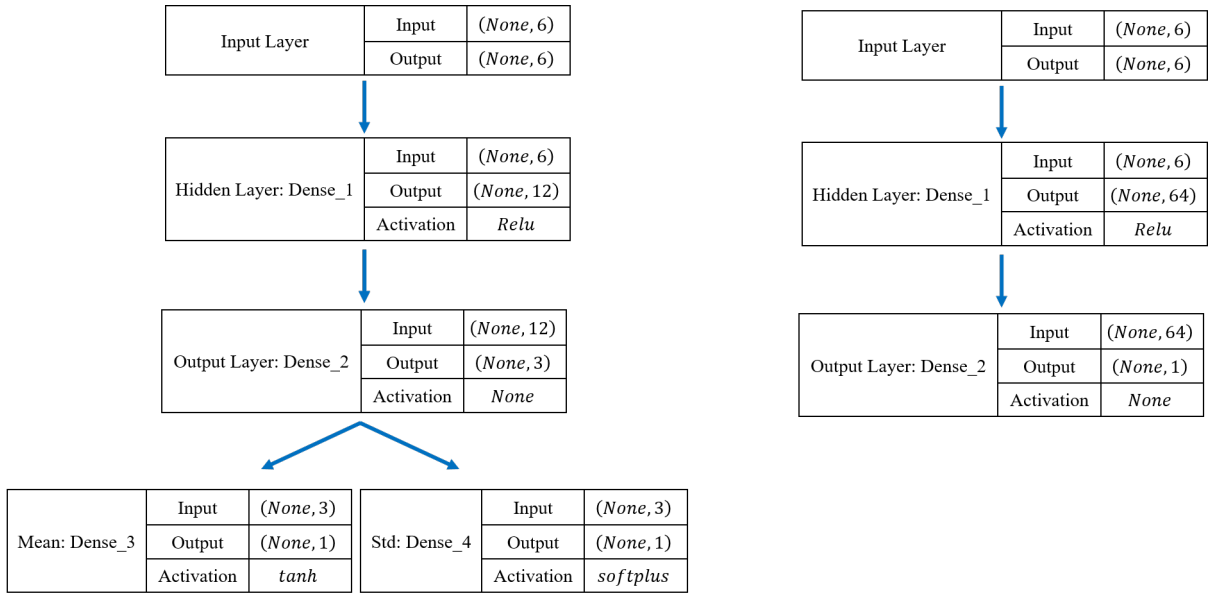 Input Layer
Input (None, 6)
Output (None, 6)
Hidden Layer: Dense_1
Input (None, 6)
Output (None, 12)
Activation Relu
Output Layer: Dense_2
Input (None, 12)
Output (None, 3)
Activation None
Mean: Dense_3
Input (None, 3)
Output (None, 1)
Activation tanh
Std: Dense_4
Input (None, 3)
Output (None, 1)
Activation softplus
Input Layer
Input (None, 6)
Output (None, 6)
Hidden Layer: Dense_1
Input (None, 6)
Output (None, 64)
Activation Relu
Output Layer: Dense_2
Input (None, 64)
Output (None, 1)
Activation None